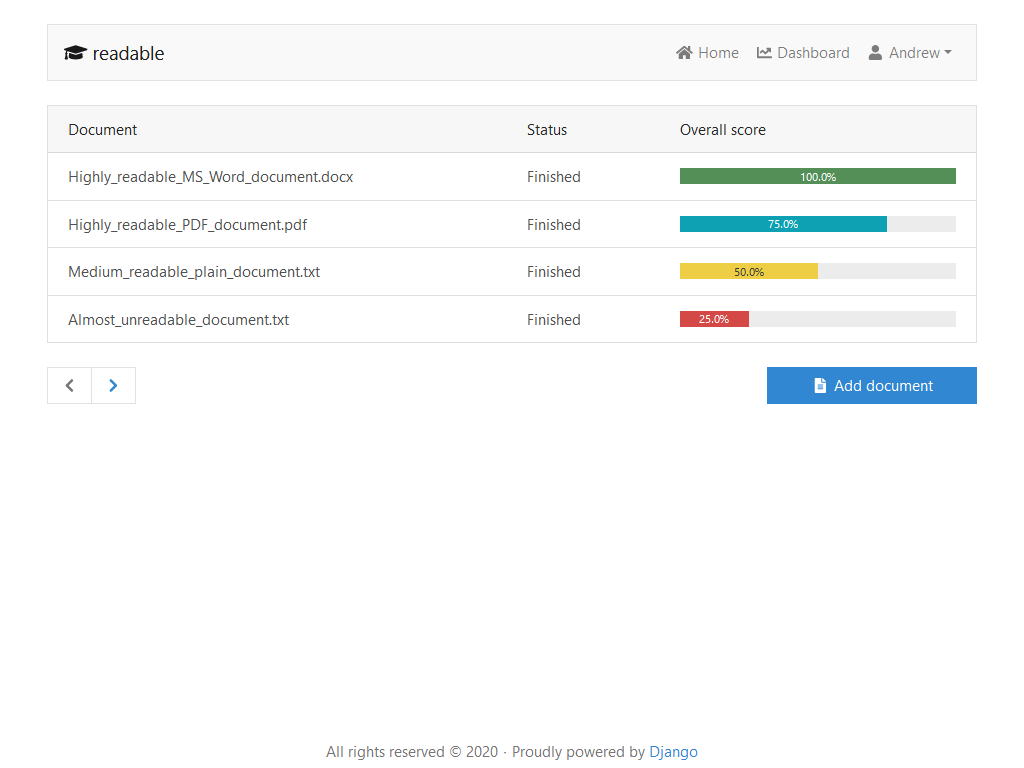 readable Home Dashboard Andrew
Document Status Overall score
Highly_readable_MS_Word_document.docx Finished 100.0%
Highly_readable_PDF_document.pdf Finished 75.0%
Medium_readable_plain_document.txt Finished 50.0%
Almost_unreadable_document.txt Finished 25.0%
Add document
All rights reserved © 2020 · Proudly powered by Django